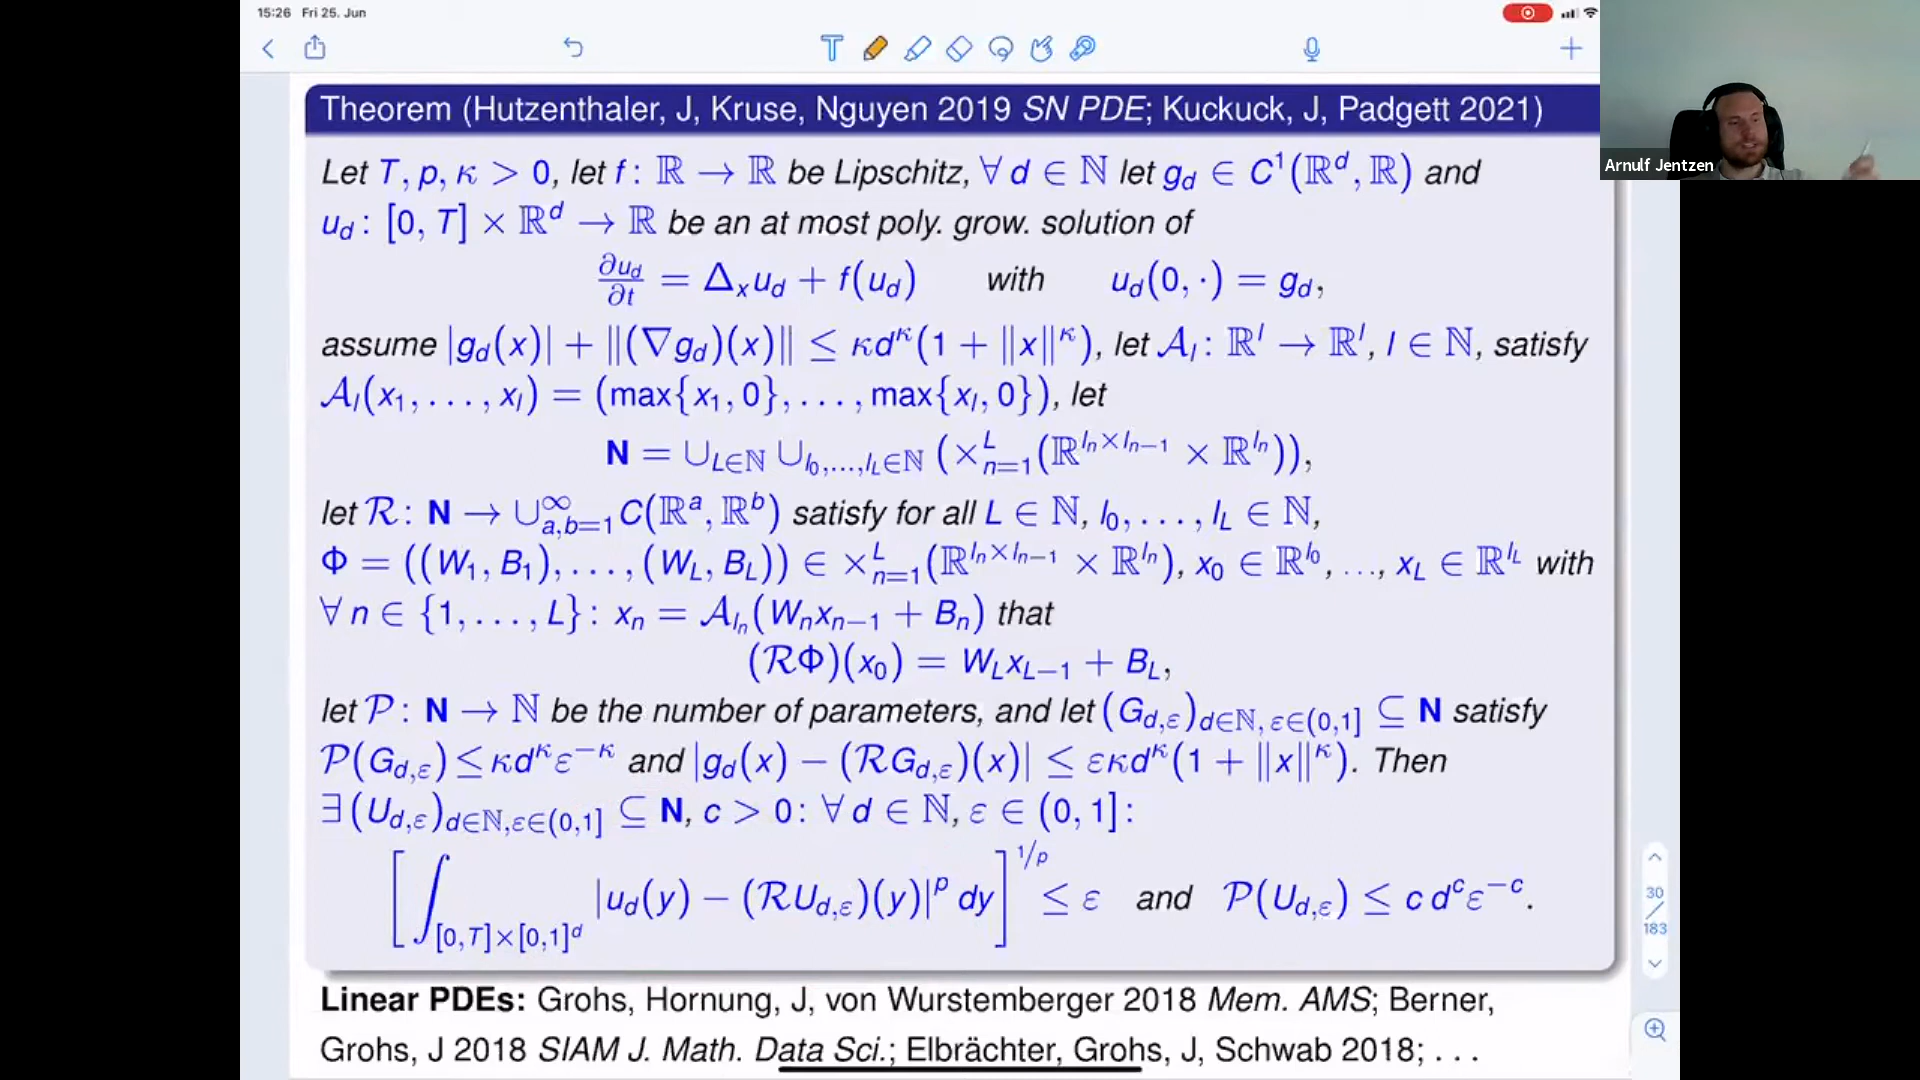 15:26 Fri 25. Jun
Theorem (Hutzenthaler, J, Kruse, Nguyen 2019 SN PDE; Kuckuck, J, Padgett 2021)
Arnulf Jentzen
Let T, p, κ > 0, let f : ℝ → ℝ be Lipschitz, ∀ d ∈ ℕ let g_d ∈ C¹(ℝ^d, ℝ) and
u_d : [0, T] × ℝ^d → ℝ be an at most poly. grow. solution of
∂u_d/∂t = Δ_x u_d + f(u_d) with u_d(0, ·) = g_d,
assume |g_d(x)| + ‖(∇g_d)(x)‖ ≤ κd^κ(1 + ‖x‖^κ), let 𝒜_l : ℝ^l → ℝ^l, l ∈ ℕ, satisfy
𝒜_l(x_1, . . . , x_l) = (max{x_1, 0}, . . . , max{x_l, 0}), let
N = ∪_{L∈ℕ} ∪_{l_0,...,l_L∈ℕ} (×_{n=1}^L (ℝ^{l_n×l_{n−1}} × ℝ^{l_n})),
let ℛ : N → ∪_{a,b=1}^∞ C(ℝ^a, ℝ^b) satisfy for all L ∈ ℕ, l_0, . . . , l_L ∈ ℕ,
Φ = ((W_1, B_1), . . . , (W_L, B_L)) ∈ ×_{n=1}^L (ℝ^{l_n×l_{n−1}} × ℝ^{l_n}), x_0 ∈ ℝ^{l_0}, . . . , x_L ∈ ℝ^{l_L} with
∀ n ∈ {1, . . . , L} : x_n = 𝒜_{l_n}(W_n x_{n−1} + B_n) that
(ℛΦ)(x_0) = W_L x_{L−1} + B_L,
let 𝒫 : N → ℕ be the number of parameters, and let (G_{d,ε})_{d∈ℕ, ε∈(0,1]} ⊆ N satisfy
𝒫(G_{d,ε}) ≤ κd^κ ε^{−κ} and |g_d(x) − (ℛG_{d,ε})(x)| ≤ εκd^κ(1 + ‖x‖^κ). Then
∃ (U_{d,ε})_{d∈ℕ,ε∈(0,1]} ⊆ N, c > 0 : ∀ d ∈ ℕ, ε ∈ (0, 1] :
[∫_{[0,T]×[0,1]^d} |u_d(y) − (ℛU_{d,ε})(y)|^p dy]^{1/p} ≤ ε and 𝒫(U_{d,ε}) ≤ c d^c ε^{−c}.
30
/
183
Linear PDEs: Grohs, Hornung, J, von Wurstemberger 2018 Mem. AMS; Berner,
Grohs, J 2018 SIAM J. Math. Data Sci.; Elbrächter, Grohs, J, Schwab 2018; . . .